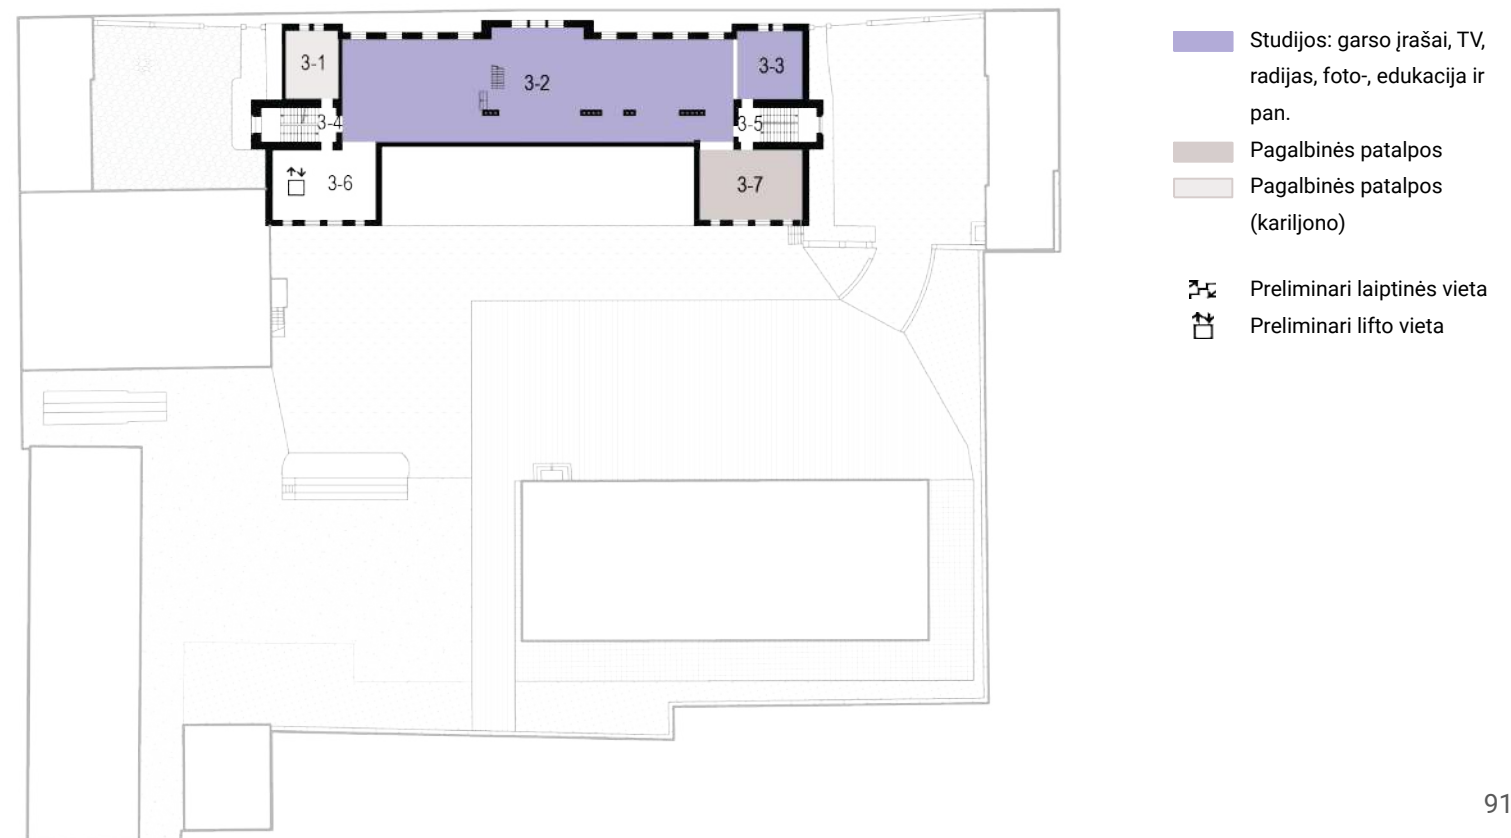 3-1
3-2
3-3
3-4
3-5
3-6
3-7
Studijos: garso įrašai, TV,
radijas, foto-, edukacija ir
pan.
Pagalbinės patalpos
Pagalbinės patalpos
(kariljono)
Preliminari laiptinės vieta
Preliminari lifto vieta
91